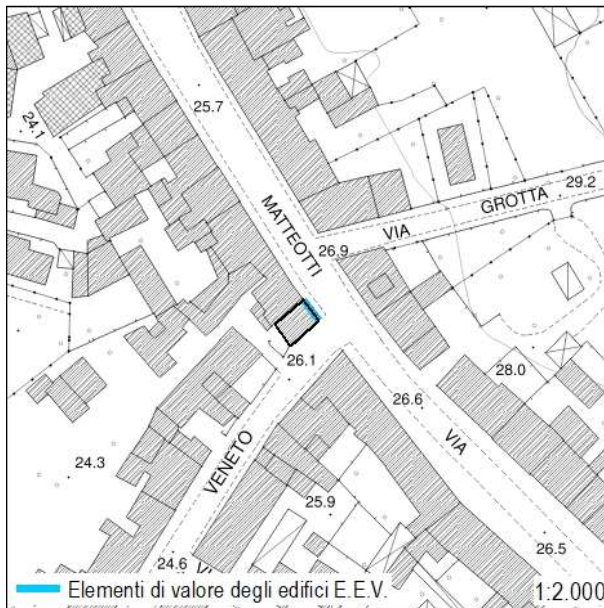 25.7
24.1
29.2
GROTTA
VIA
MATTEOTTI
26.9
26.1
28.0
26.6
VIA
VENETO
24.3
25.9
24.6
26.5
Elementi di valore degli edifici E.E.V.
1:2.000